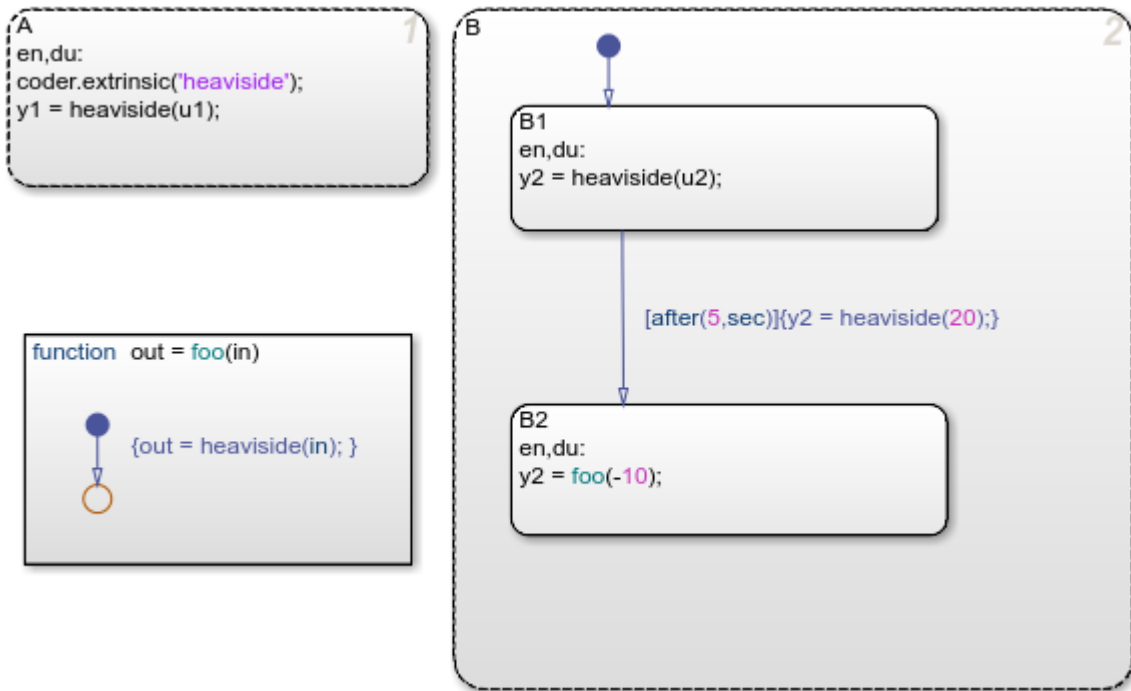 A
1
en,du:
coder.extrinsic("heaviside");
y1 = heaviside(u1);
function out = foo(in)
{out = heaviside(in); }
B
2
B1
en,du:
y2 = heaviside(u2);
[after(5,sec)]{y2 = heaviside(20);}
B2
en,du:
y2 = foo(-10);